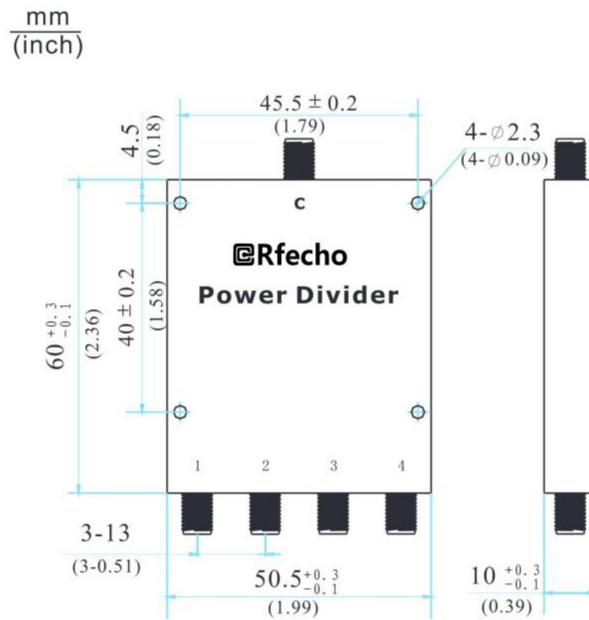 mm
(inch)
45.5 ± 0.2
(1.79)
4.5
(0.18)
4-⌀2.3
(4-⌀0.09)
C
Rfecho
Power Divider
40 ± 0.2
(1.58)
60 +0.3 -0.1
(2.36)
1 2 3 4
3-13
(3-0.51)
50.5 +0.3 -0.1
(1.99)
10 +0.3 -0.1
(0.39)